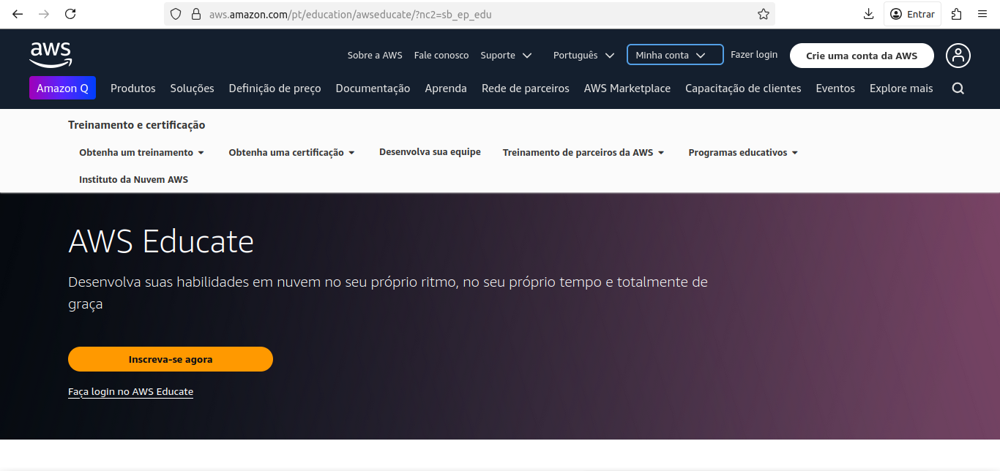 aws.amazon.com/pt/education/awseducate/?nc2=sb_ep_edu
Entrar
aws
Sobre a AWS Fale conosco Suporte Português Minha conta Fazer login Crie uma conta da AWS
Amazon Q Produtos Soluções Definição de preço Documentação Aprenda Rede de parceiros AWS Marketplace Capacitação de clientes Eventos Explore mais
Treinamento e certificação
Obtenha um treinamento Obtenha uma certificação Desenvolva sua equipe Treinamento de parceiros da AWS Programas educativos
Instituto da Nuvem AWS
AWS Educate
Desenvolva suas habilidades em nuvem no seu próprio ritmo, no seu próprio tempo e totalmente de
graça
Inscreva-se agora
Faça login no AWS Educate